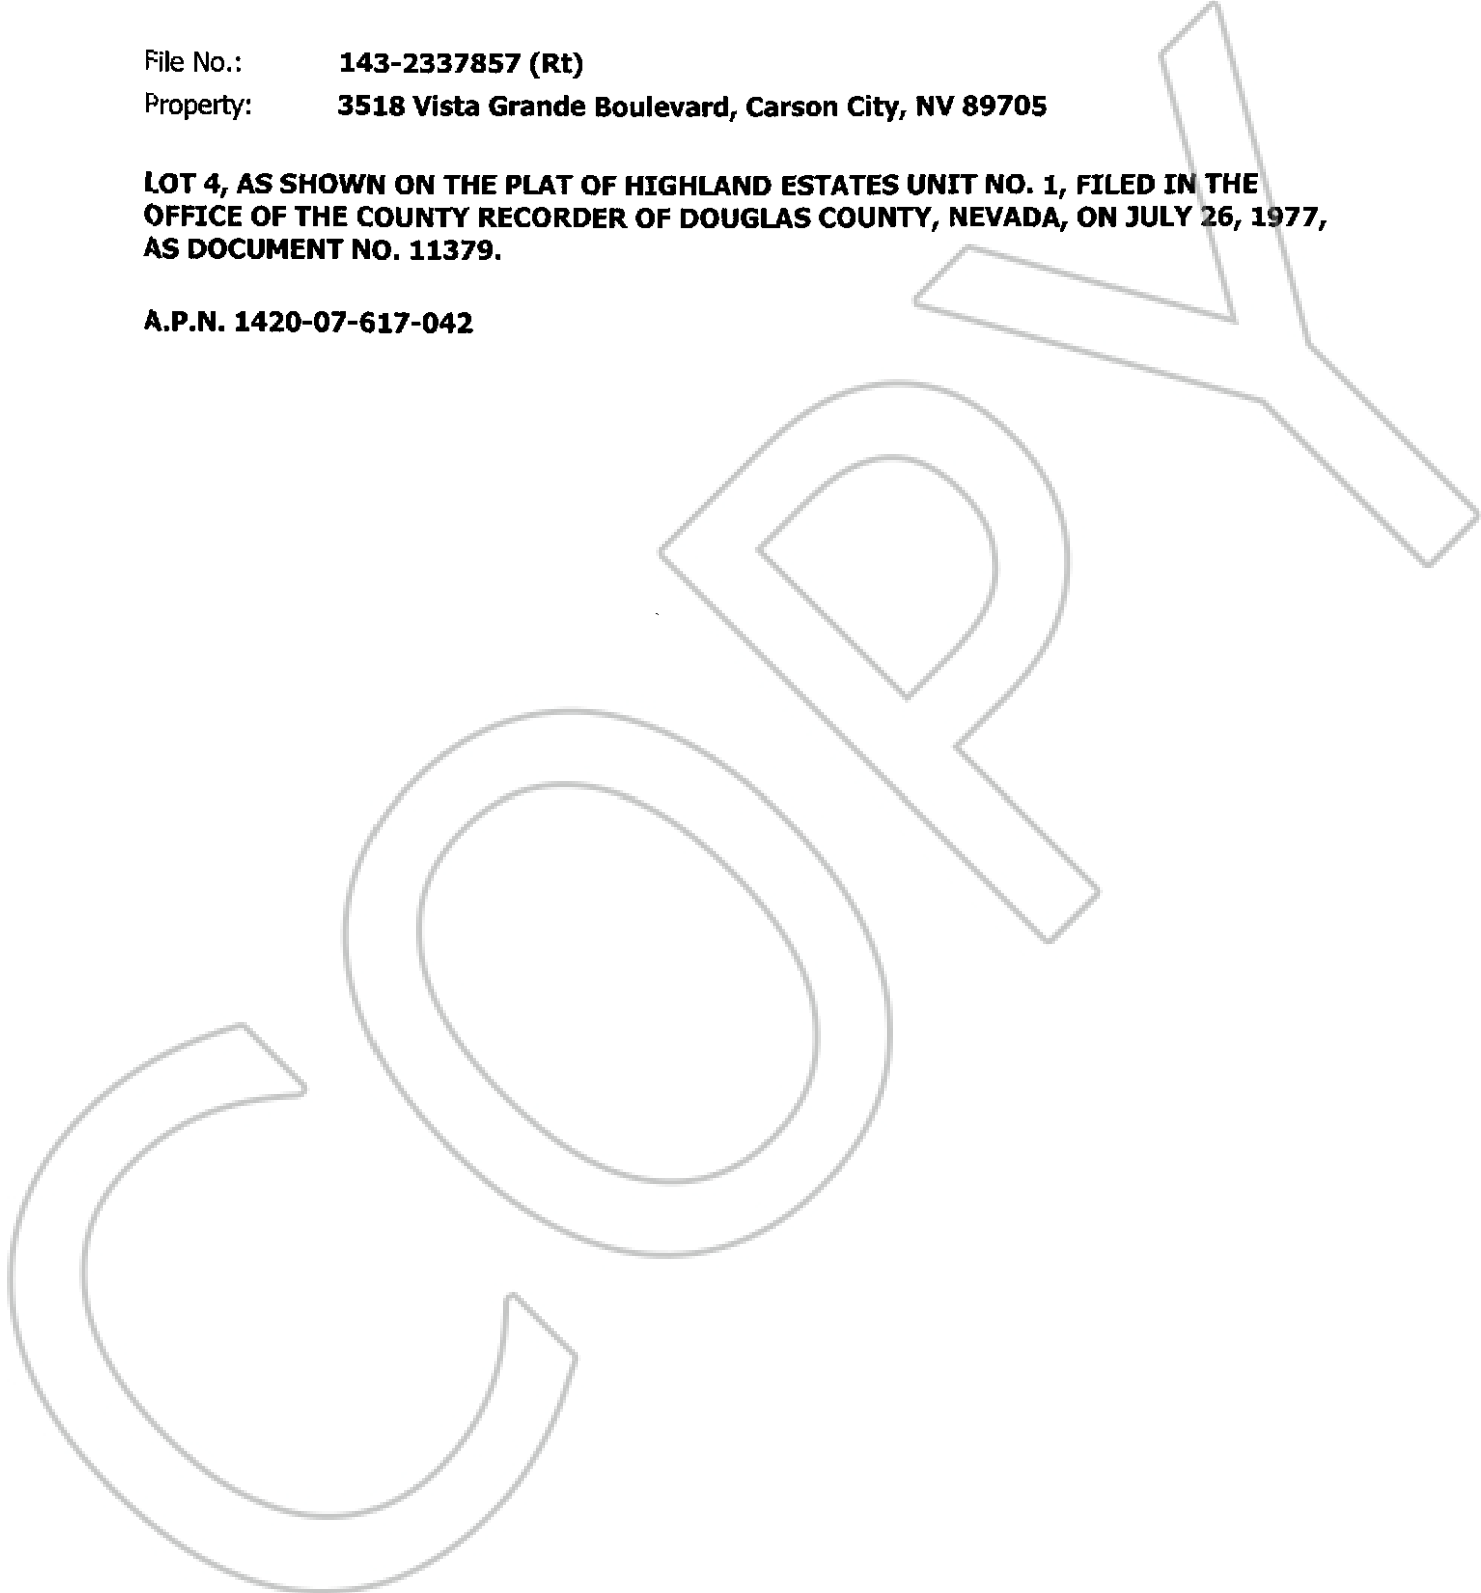 File No.: 143-2337857 (Rt)
Property: 3518 Vista Grande Boulevard, Carson City, NV 89705
LOT 4, AS SHOWN ON THE PLAT OF HIGHLAND ESTATES UNIT NO. 1, FILED IN THE
OFFICE OF THE COUNTY RECORDER OF DOUGLAS COUNTY, NEVADA, ON JULY 26, 1977,
AS DOCUMENT NO. 11379.
A.P.N. 1420-07-617-042
COPY